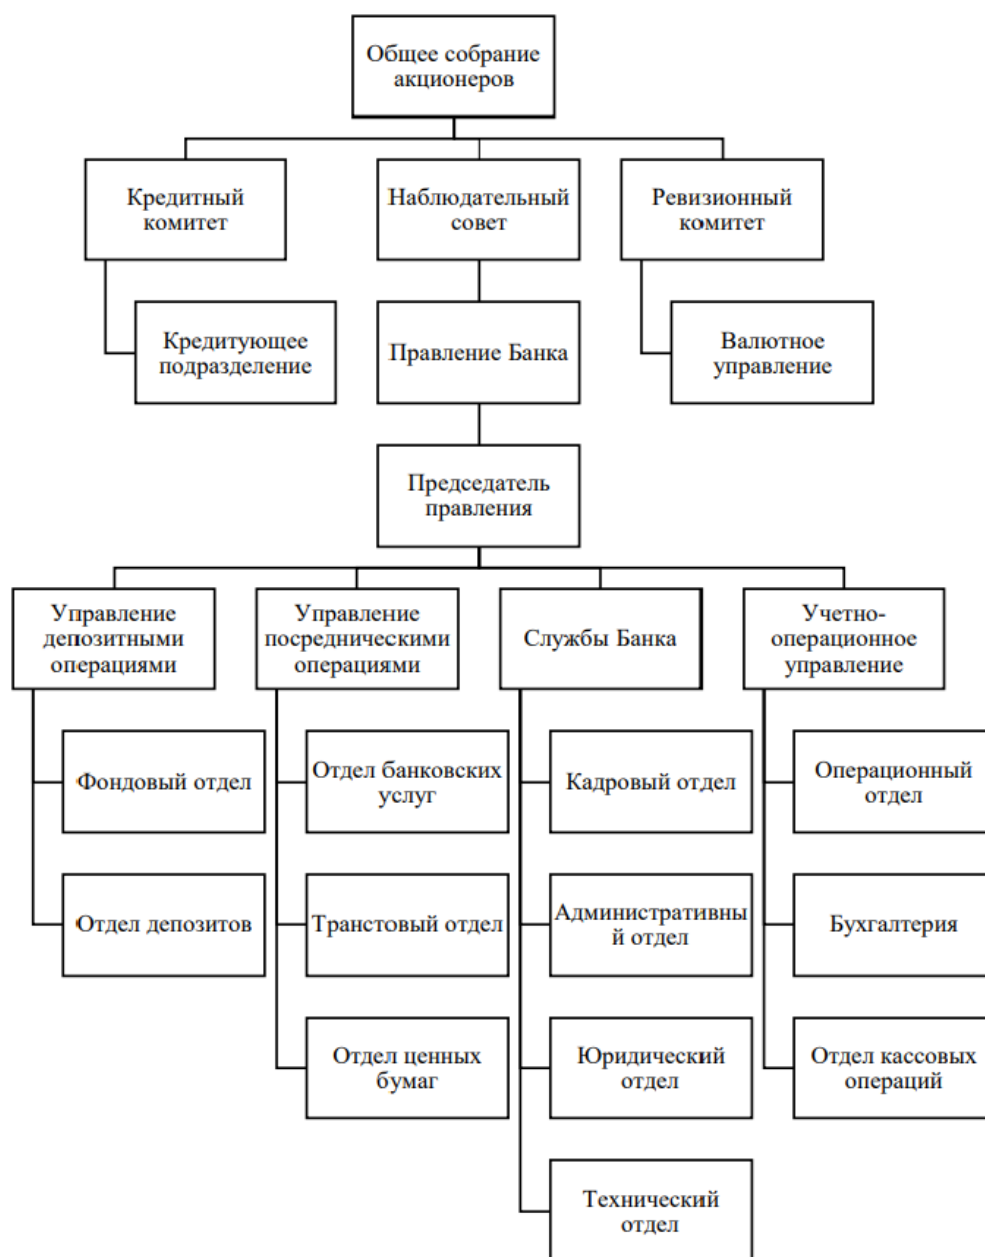 Общее собрание
акционеров
Кредитный
комитет
Наблюдательный
совет
Ревизионный
комитет
Кредитующее
подразделение
Правление Банка
Валютное
управление
Председатель
правления
Управление
депозитными
операциями
Управление
посредническими
операциями
Службы Банка
Учетно-
операционное
управление
Фондовый отдел
Отдел банковских
услуг
Кадровый отдел
Операционный
отдел
Отдел депозитов
Транстовый отдел
Административны
й отдел
Бухгалтерия
Отдел ценных
бумаг
Юридический
отдел
Отдел кассовых
операций
Технический
отдел